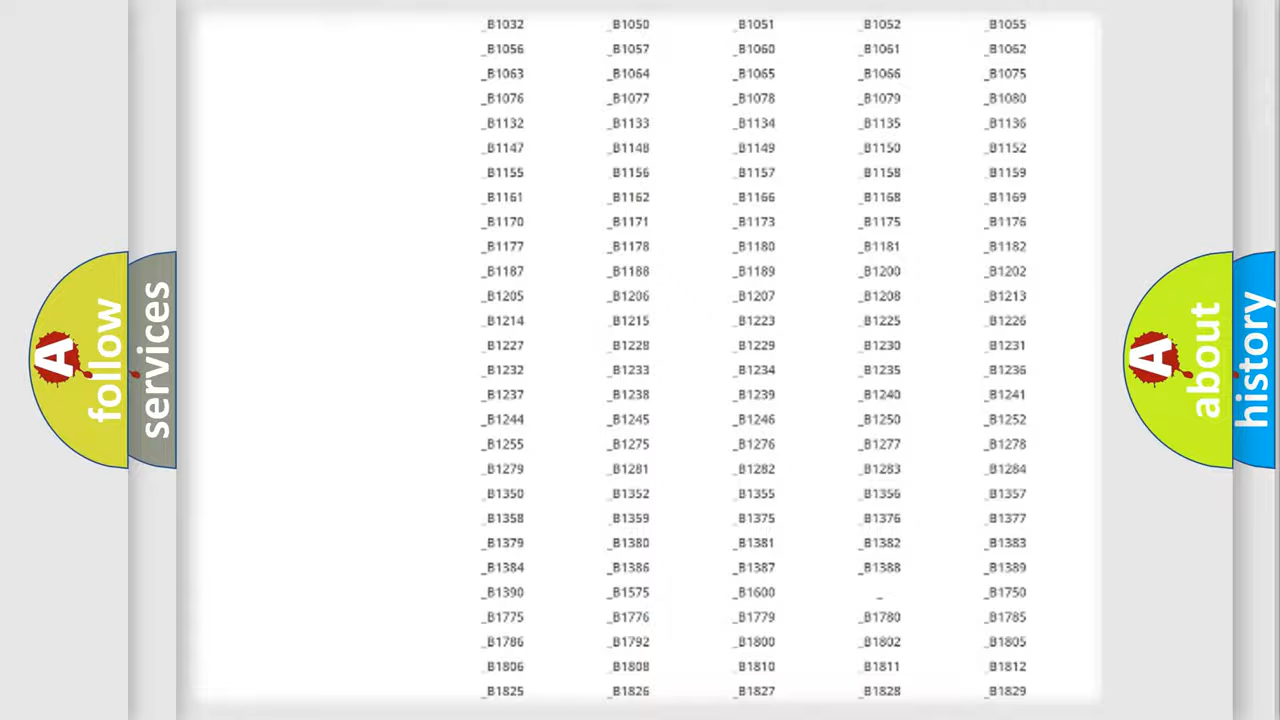 _B1032 _B1050 _B1051 _B1052 _B1055
_B1056 _B1057 _B1060 _B1061 _B1062
_B1063 _B1064 _B1065 _B1066 _B1075
_B1076 _B1077 _B1078 _B1079 _B1080
_B1132 _B1133 _B1134 _B1135 _B1136
_B1147 _B1148 _B1149 _B1150 _B1152
_B1155 _B1156 _B1157 _B1158 _B1159
_B1161 _B1162 _B1166 _B1168 _B1169
_B1170 _B1171 _B1173 _B1175 _B1176
_B1177 _B1178 _B1180 _B1181 _B1182
_B1187 _B1188 _B1189 _B1200 _B1202
_B1205 _B1206 _B1207 _B1208 _B1213
_B1214 _B1215 _B1223 _B1225 _B1226
_B1227 _B1228 _B1229 _B1230 _B1231
_B1232 _B1233 _B1234 _B1235 _B1236
_B1237 _B1238 _B1239 _B1240 _B1241
_B1244 _B1245 _B1246 _B1250 _B1252
_B1255 _B1275 _B1276 _B1277 _B1278
_B1279 _B1281 _B1282 _B1283 _B1284
_B1350 _B1352 _B1355 _B1356 _B1357
_B1358 _B1359 _B1375 _B1376 _B1377
_B1379 _B1380 _B1381 _B1382 _B1383
_B1384 _B1386 _B1387 _B1388 _B1389
_B1390 _B1575 _B1600 _ _B1750
_B1775 _B1776 _B1779 _B1780 _B1785
_B1786 _B1792 _B1800 _B1802 _B1805
_B1806 _B1808 _B1810 _B1811 _B1812
_B1825 _B1826 _B1827 _B1828 _B1829
A follow
services
A about
history